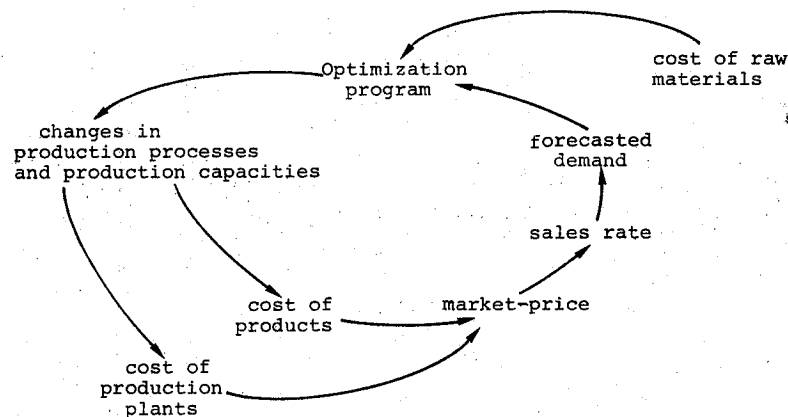 Optimization
program
cost of raw
materials
changes in
production processes
and production capacities
forecasted
demand
sales rate
cost of
products
market-price
cost of
production
plants